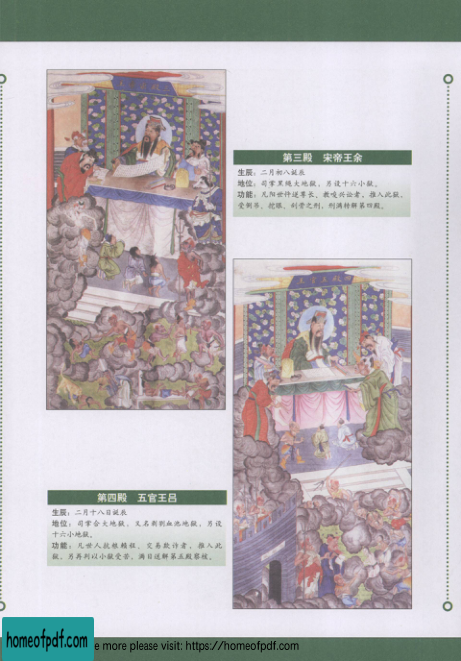 第三殿 宋帝王余
生辰：二月初八诞辰
地位：司掌黑绳大地狱，另设十六小狱。
功能：凡阳世忤逆尊长，教唆兴讼者，推入此狱，
受倒吊、挖眼、刮骨之刑，刑满转解第四殿。
第四殿 五官王吕
生辰：二月十八日诞辰
地位：司掌合大地狱，又名剥剹血池地狱，另设
十六小地狱，
功能：凡世人抗粮赖租，交易欺诈者，推入此
狱，另再判以小狱受苦，满日送解第五殿察核。
homeofpdf.com
e more please visit: https://homeofpdf.com